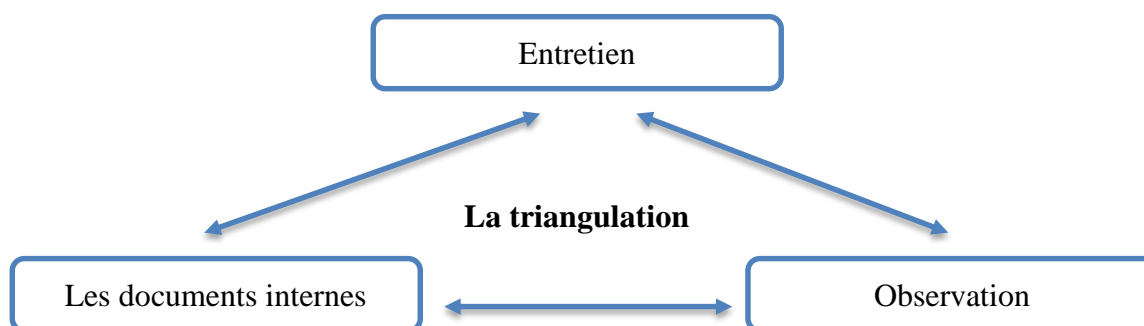 Entretien
La triangulation
Les documents internes
Observation